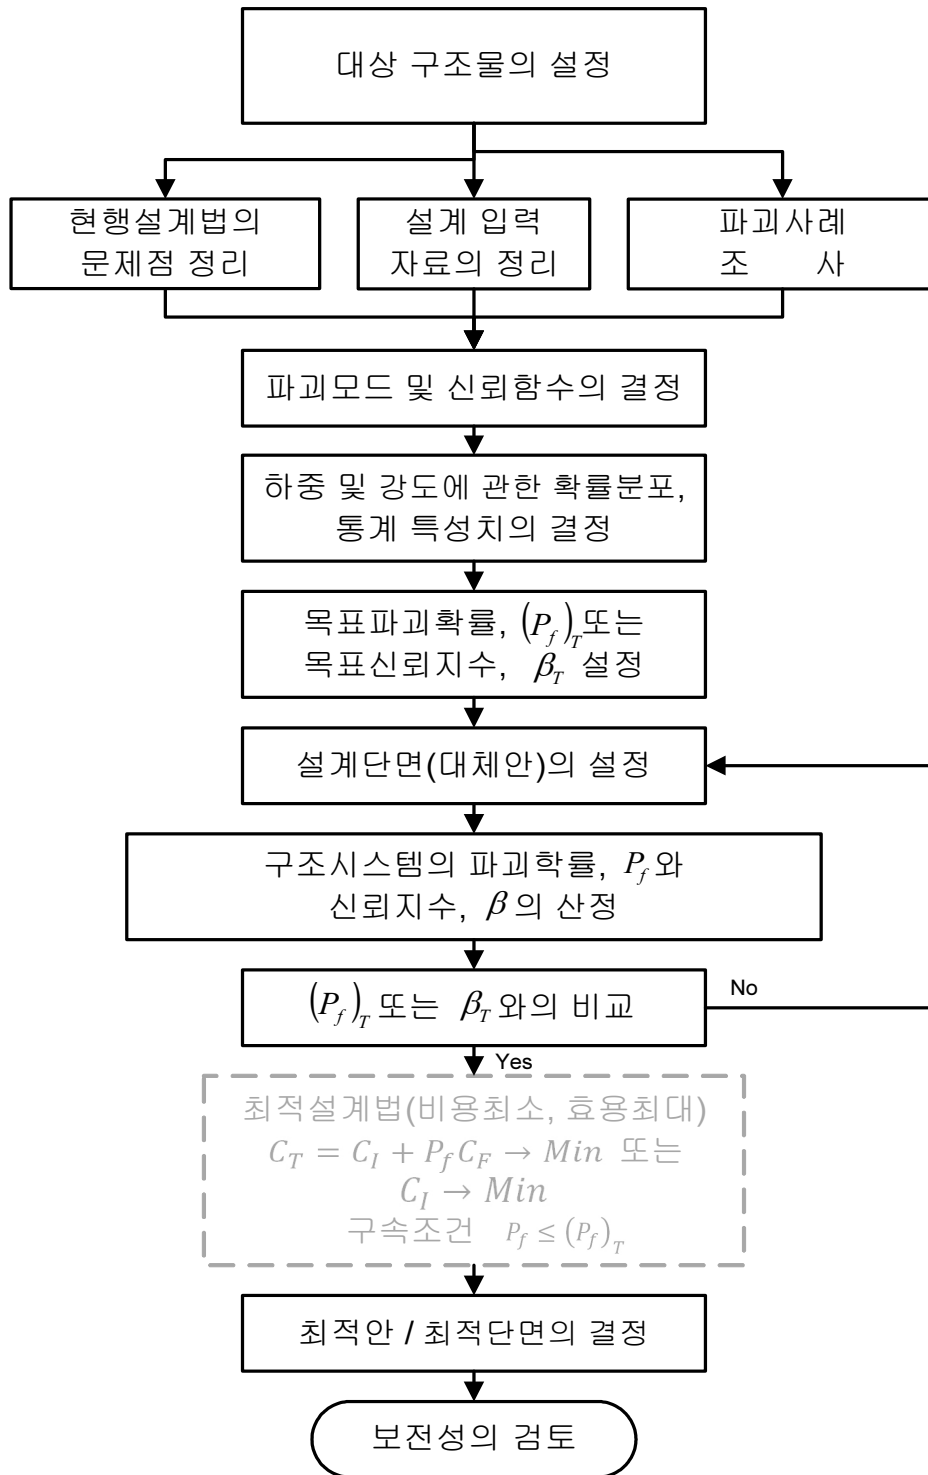 대상 구조물의 설정
현행설계법의
문제점 정리
설계 입력
자료의 정리
파괴사례
조 사
파괴모드 및 신뢰함수의 결정
하중 및 강도에 관한 확률분포,
통계 특성치의 결정
목표파괴확률, (P_f)_T 또는
목표신뢰지수, β_T 설정
설계단면(대체안)의 설정
구조시스템의 파괴학률, P_f 와
신뢰지수, β 의 산정
(P_f)_T 또는 β_T 와의 비교
No
Yes
최적설계법(비용최소, 효용최대)
C_T = C_I + P_f C_F → Min 또는
C_I → Min
구속조건 P_f ≤ (P_f)_T
최적안 / 최적단면의 결정
보전성의 검토